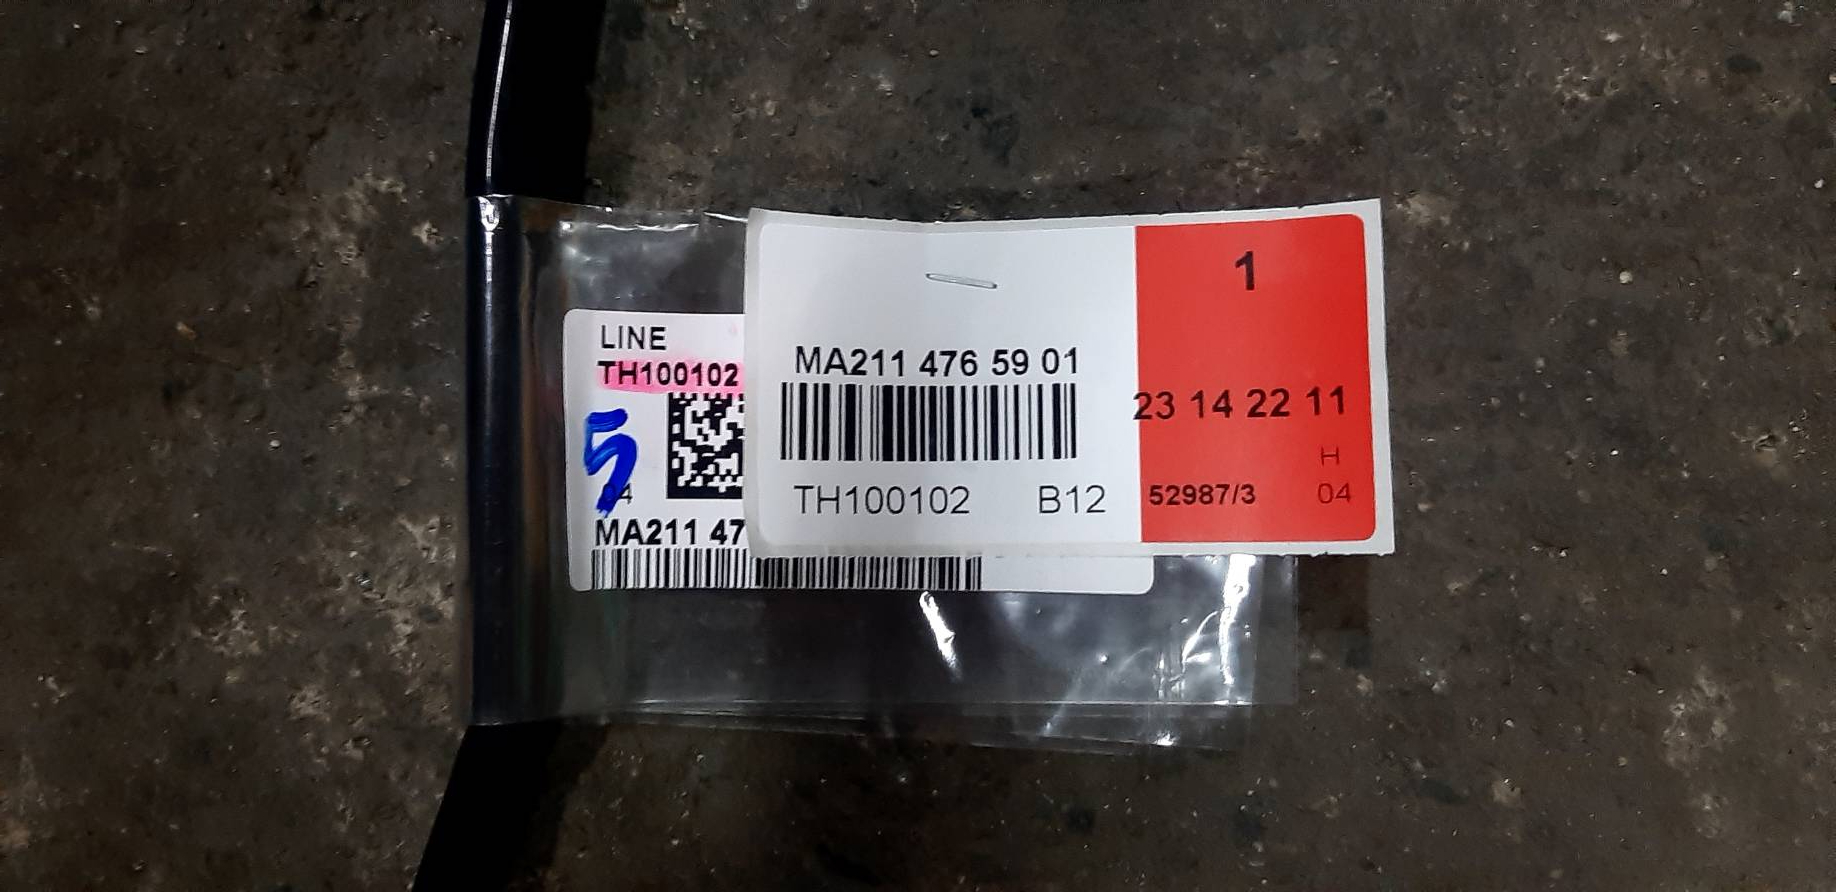 LINE
TH100102
5
04
MA211 47
MA211 476 59 01
TH100102 B12
1
23 14 22 11
H
52987/3 04